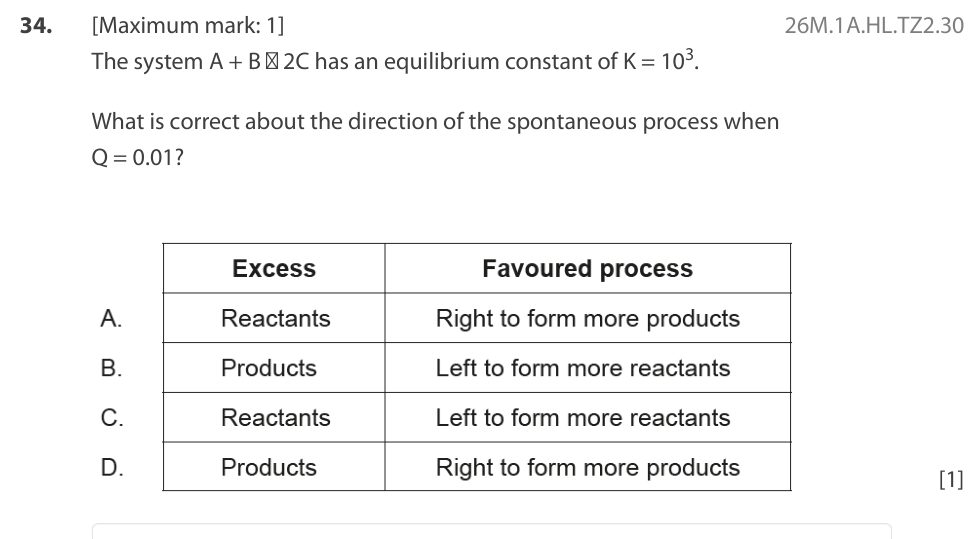 34. [Maximum mark: 1] 26M.1A.HL.TZ2.30
The system A + B ☒ 2C has an equilibrium constant of K = 10³.
What is correct about the direction of the spontaneous process when
Q = 0.01?
Excess Favoured process
A. Reactants Right to form more products
B. Products Left to form more reactants
C. Reactants Left to form more reactants
D. Products Right to form more products
[1]